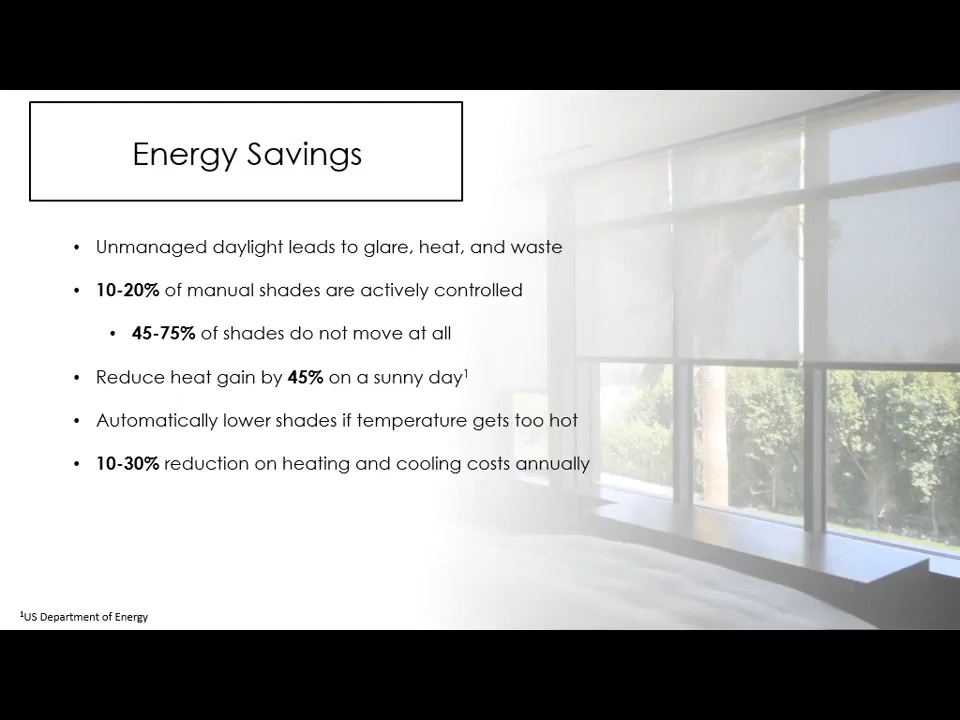 Energy Savings
• Unmanaged daylight leads to glare, heat, and waste
• 10-20% of manual shades are actively controlled
• 45-75% of shades do not move at all
• Reduce heat gain by 45% on a sunny day¹
• Automatically lower shades if temperature gets too hot
• 10-30% reduction on heating and cooling costs annually
¹US Department of Energy